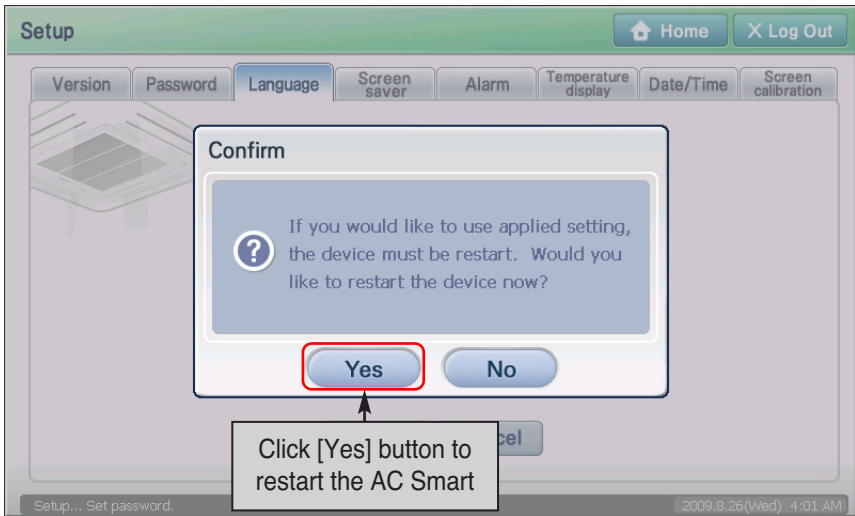 Setup
Home
X Log Out
Version
Password
Language
Screen
saver
Alarm
Temperature
display
Date/Time
Screen
calibration
Confirm
If you would like to use applied setting,
the device must be restart. Would you
like to restart the device now?
Yes
No
Click [Yes] button to
restart the AC Smart
Setup... Set password.
2009.8.26(Wed) 4:01 AM